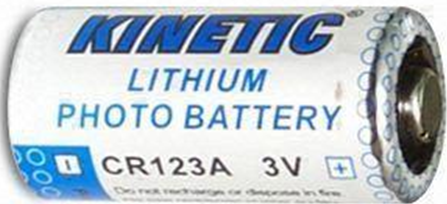 KINETIC®
LITHIUM
PHOTO BATTERY
- CR123A 3V +
Do not recharge or dispose in fire